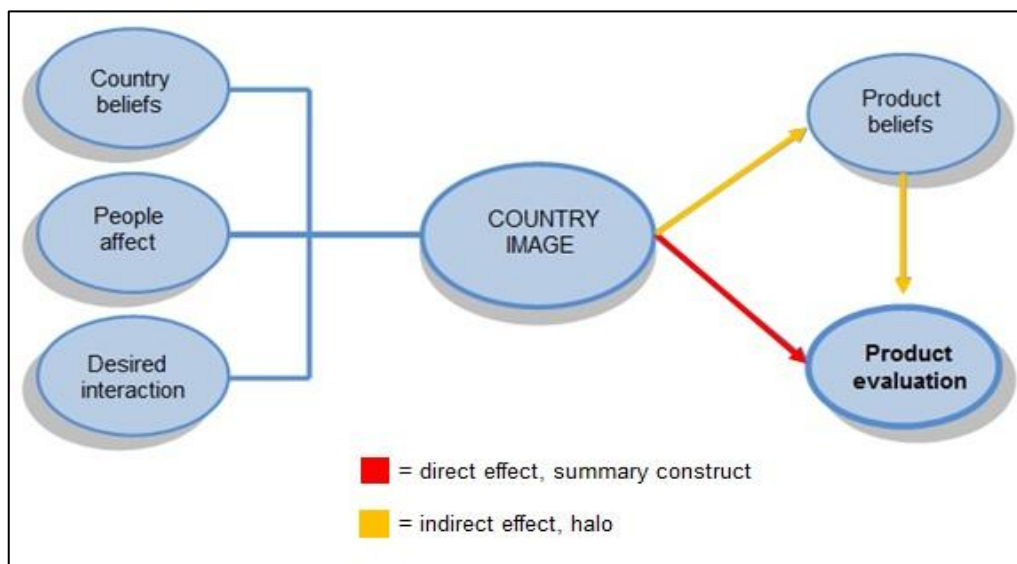 Country
beliefs
People
affect
Desired
interaction
COUNTRY
IMAGE
Product
beliefs
Product
evaluation
= direct effect, summary construct
= indirect effect, halo